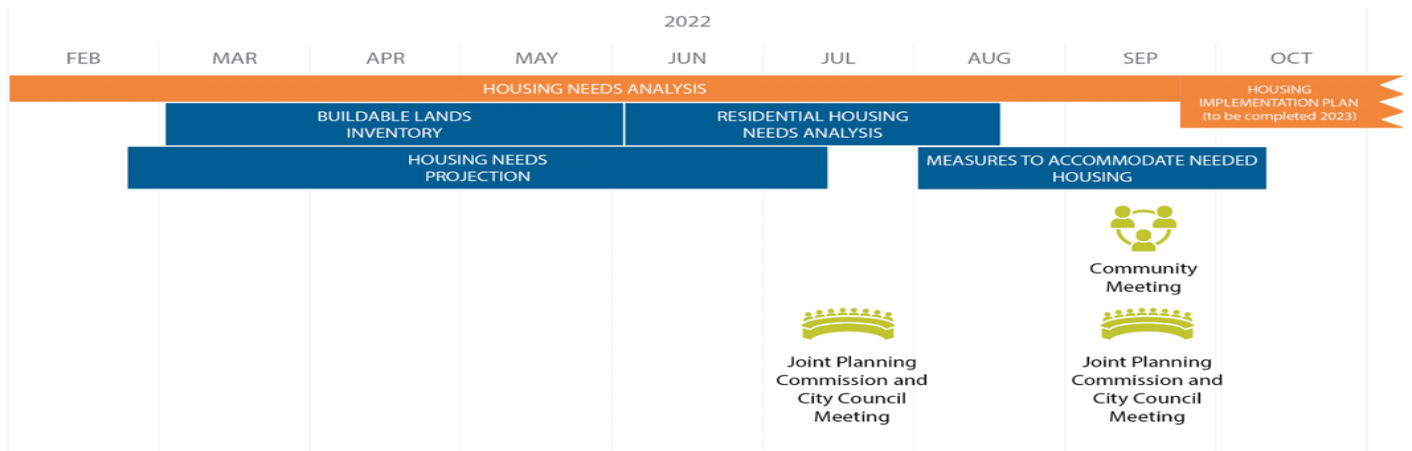 2022
FEB MAR APR MAY JUN JUL AUG SEP OCT
HOUSING NEEDS ANALYSIS
HOUSING
IMPLEMENTATION PLAN
(to be completed 2023)
BUILDABLE LANDS
INVENTORY
RESIDENTIAL HOUSING
NEEDS ANALYSIS
HOUSING NEEDS
PROJECTION
MEASURES TO ACCOMMODATE NEEDED
HOUSING
Community
Meeting
Joint Planning
Commission and
City Council
Meeting
Joint Planning
Commission and
City Council
Meeting